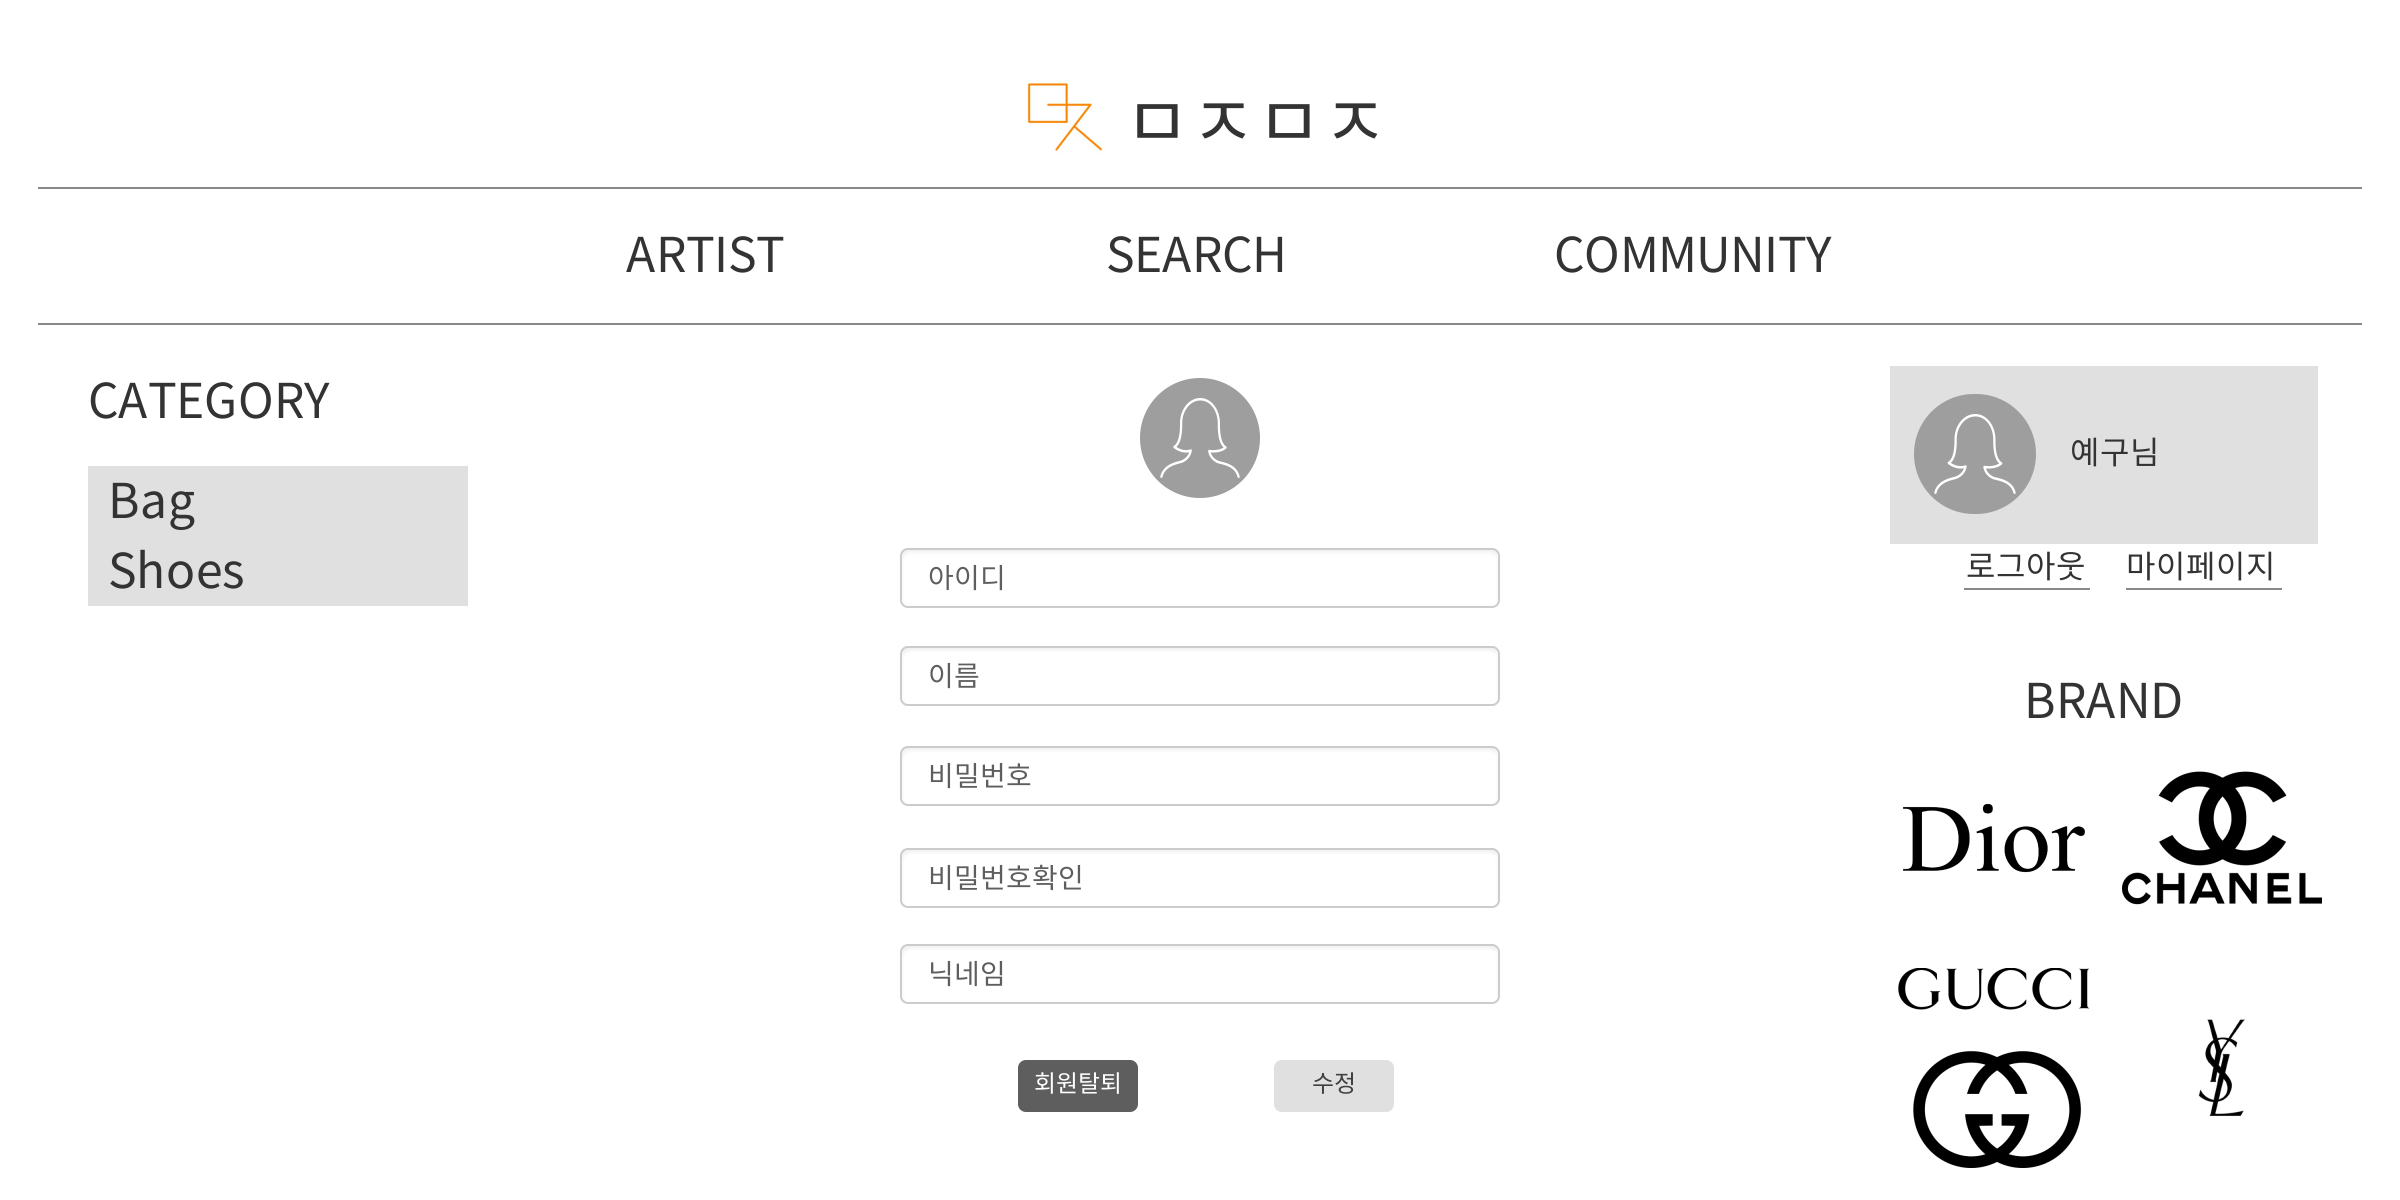 ㅁㅈㅁㅈ
ARTIST
SEARCH
COMMUNITY
CATEGORY
Bag
Shoes
아이디
이름
비밀번호
비밀번호확인
닉네임
회원탈퇴
수정
예구님
로그아웃
마이페이지
BRAND
Dior
CHANEL
GUCCI
YSL